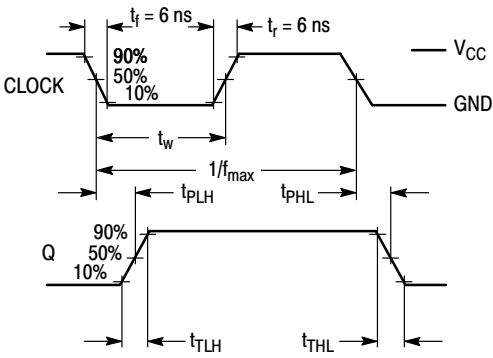 t_f = 6 ns
t_r = 6 ns
90%
V_CC
CLOCK
50%
10%
GND
t_w
1/f_max
t_PLH
t_PHL
90%
Q
50%
10%
t_TLH
t_THL